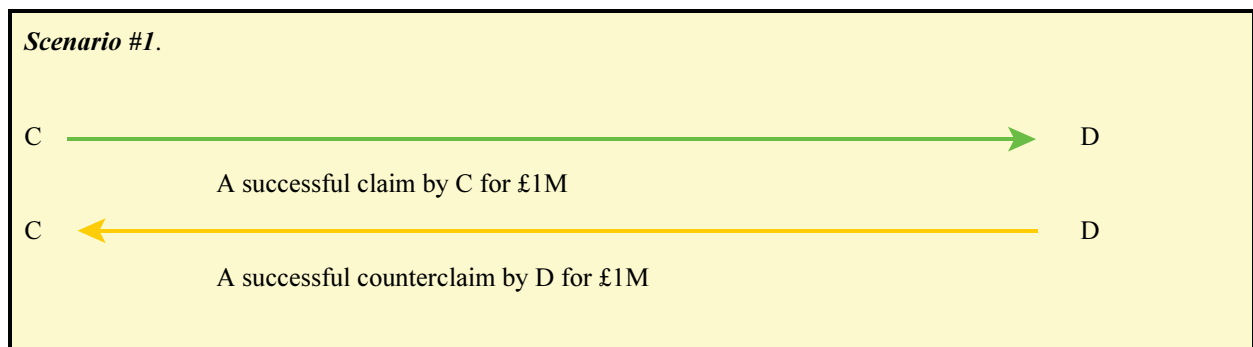 Scenario #1.
C D
A successful claim by C for £1M
C D
A successful counterclaim by D for £1M